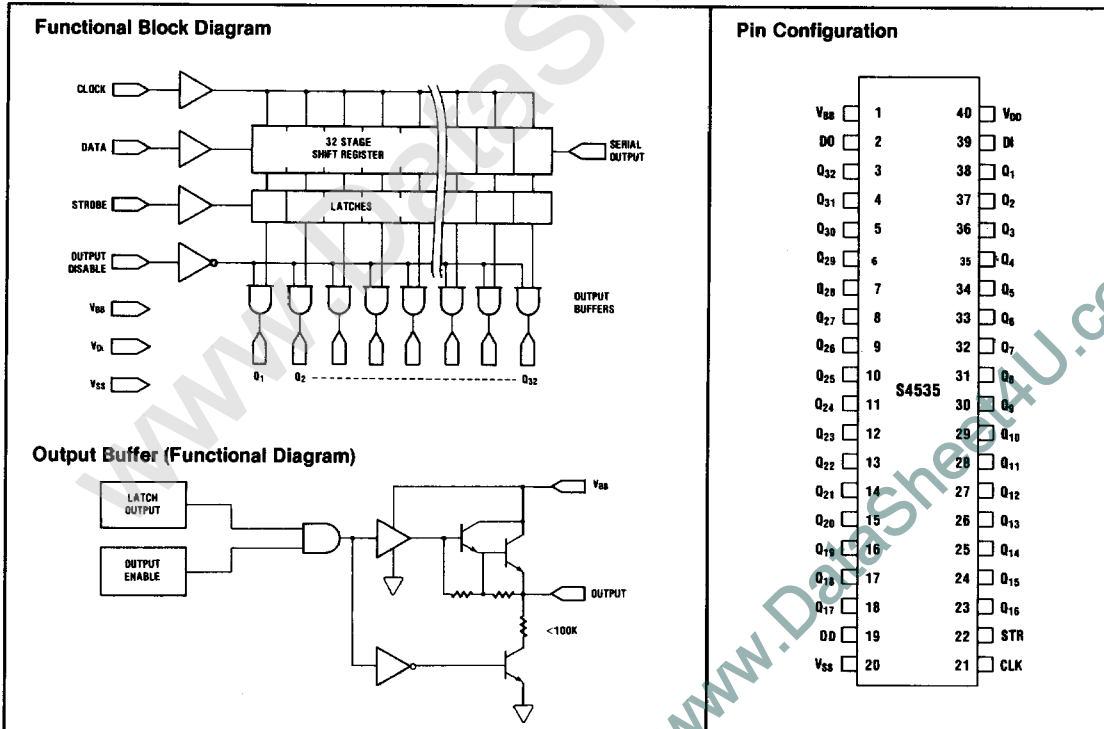 Functional Block Diagram
CLOCK
DATA
STROBE
OUTPUT
DISABLE
VBB
VDL
VSS
32 STAGE
SHIFT REGISTER
LATCHES
SERIAL
OUTPUT
OUTPUT
BUFFERS
Q1 Q2 Q32
Output Buffer (Functional Diagram)
LATCH
OUTPUT
OUTPUT
ENABLE
VBB
OUTPUT
<100K
Pin Configuration
VBB 1 40 VDD
DO 2 39 DI
Q32 3 38 Q1
Q31 4 37 Q2
Q30 5 36 Q3
Q29 6 35 Q4
Q28 7 34 Q5
Q27 8 33 Q6
Q26 9 32 Q7
Q25 10 31 Q8
S4535
Q24 11 30 Q9
Q23 12 29 Q10
Q22 13 28 Q11
Q21 14 27 Q12
Q20 15 26 Q13
Q19 16 25 Q14
Q18 17 24 Q15
Q17 18 23 Q16
OD 19 22 STR
VSS 20 21 CLK
www.DataS
www.DataSheet4U.co